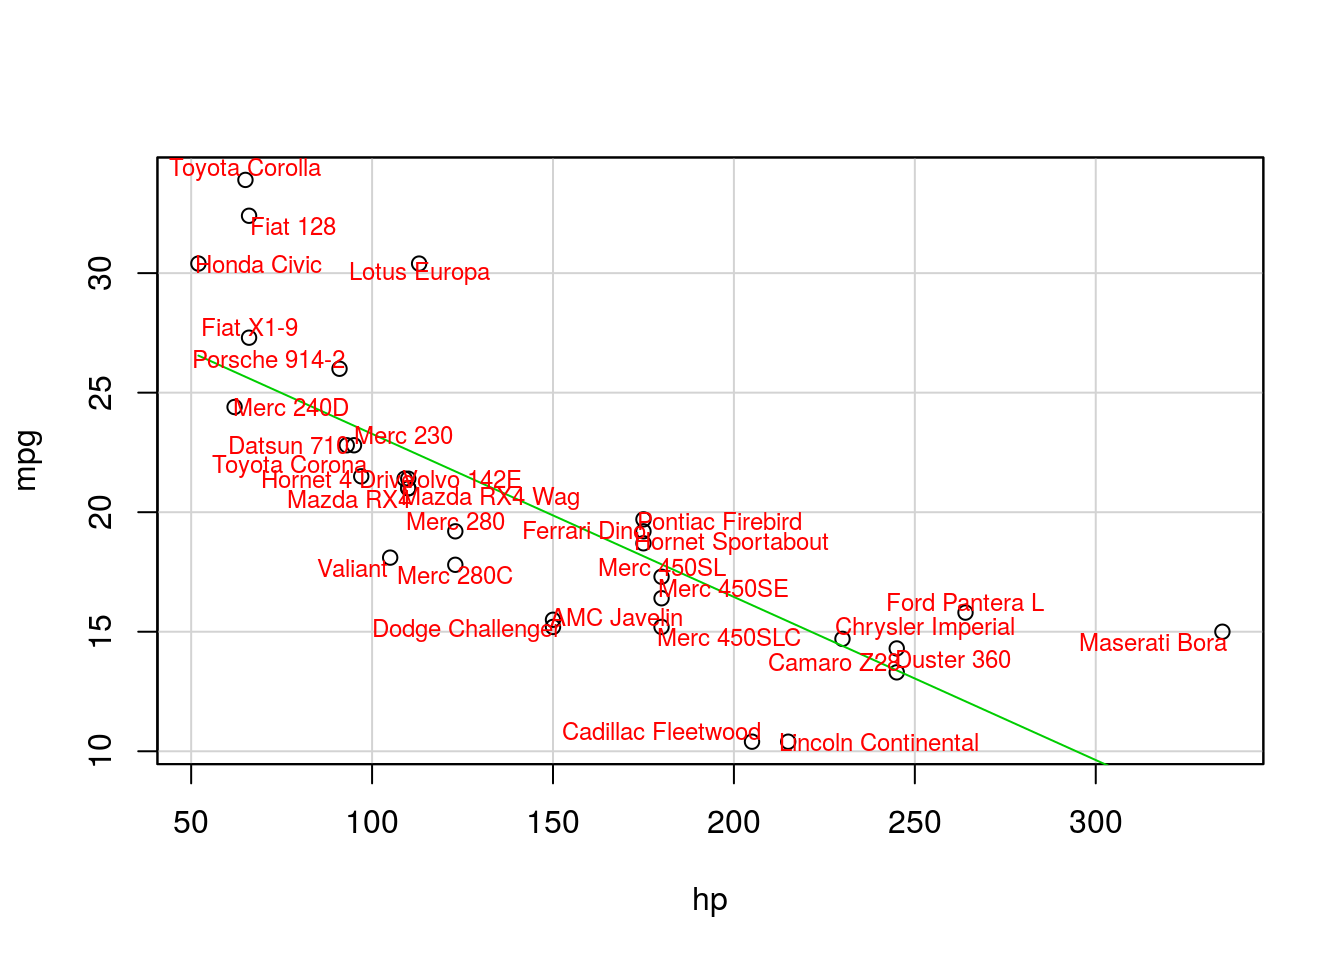 Toyota Corolla
Fiat 128
Honda Civic
Lotus Europa
30
Fiat X1-9
Porsche 914-2
25
Merc 240D
Merc 230
Datsun 710
Toyota Corona
Hornet 4 Drive
Volvo 142E
mpg
Mazda RX4
Mazda RX4 Wag
20
Merc 280
Pontiac Firebird
Ferrari Dino
Hornet Sportabout
Valiant
Merc 280C
Merc 450SL
Merc 450SE
Ford Pantera L
AMC Javelin
Chrysler Imperial
15
Dodge Challenger
Merc 450SLC
Maserati Bora
Camaro Z28
Duster 360
Cadillac Fleetwood
Lincoln Continental
10
50 100 150 200 250 300
hp